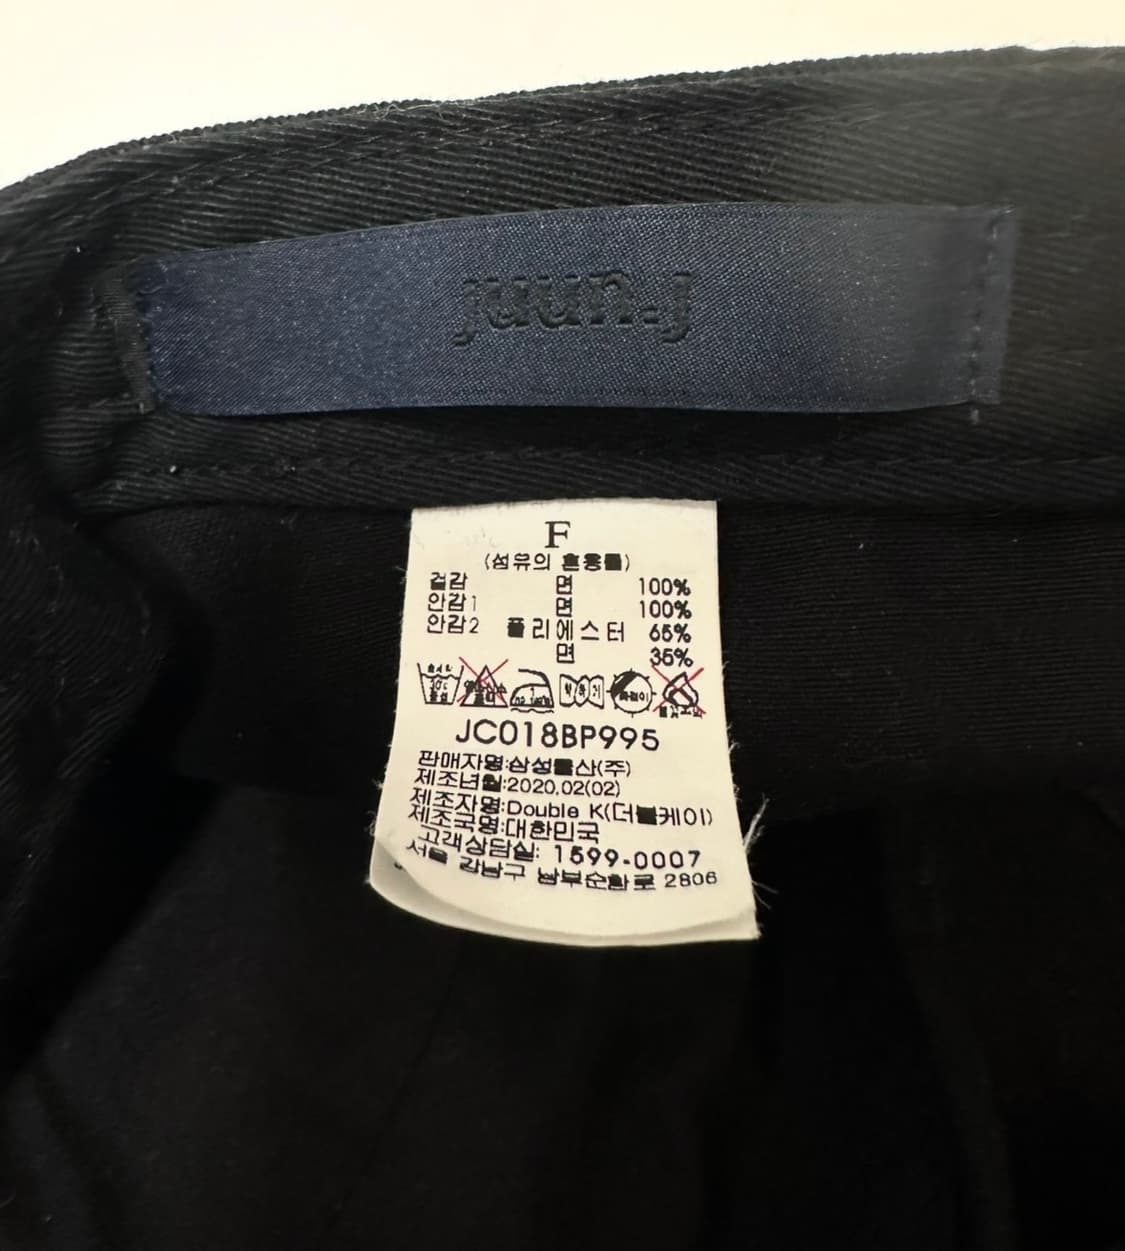 juun.j
F
(섬유의 혼용률)
겉감 면 100%
안감1 면 100%
안감2 폴리에스터 65%
면 35%
JC018BP995
판매자명:삼성물산(주)
제조년월:2020.02(02)
제조자명:Double K(더블케이)
제조국명:대한민국
고객상담실: 1599-0007
서울 강남구 남부순환로 2806